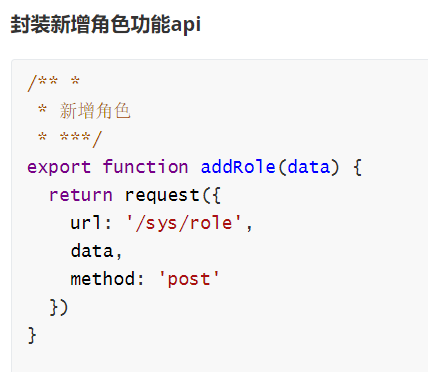 封装新增角色功能api
/** *
 * 新增角色
 * ***/
export function addRole(data) {
  return request({
    url: '/sys/role',
    data,
    method: 'post'
  })
}